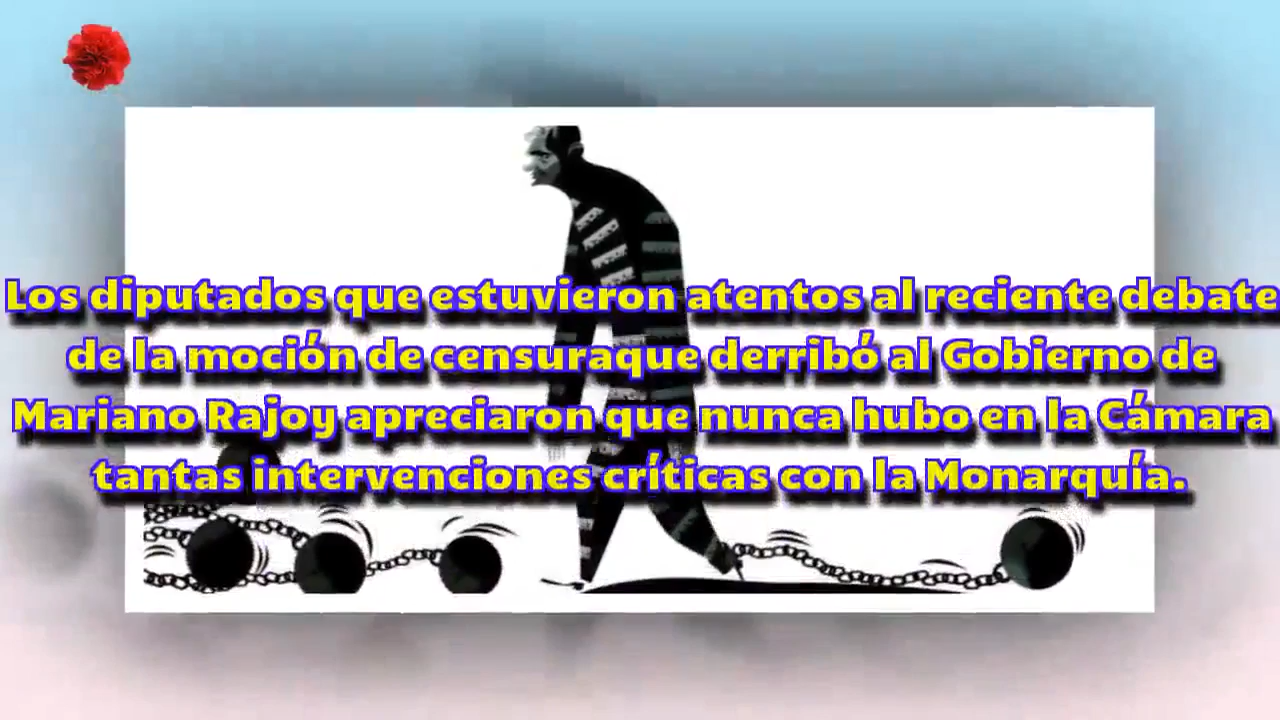 Los diputados que estuvieron atentos al reciente debate
de la moción de censuraque derribó al Gobierno de
Mariano Rajoy apreciaron que nunca hubo en la Cámara
tantas intervenciones críticas con la Monarquía.